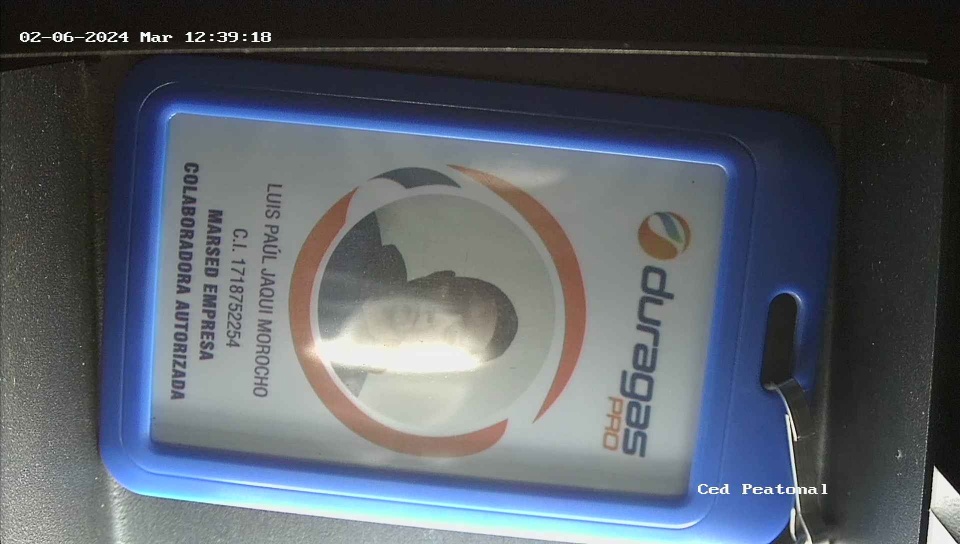 02-06-2024 Mar 12:39:18
duragas
PRO
LUIS PAÚL JAQUI MOROCHO
C.I. 1718752254
MARSED EMPRESA
COLABORADORA AUTORIZADA
Ced Peatonal